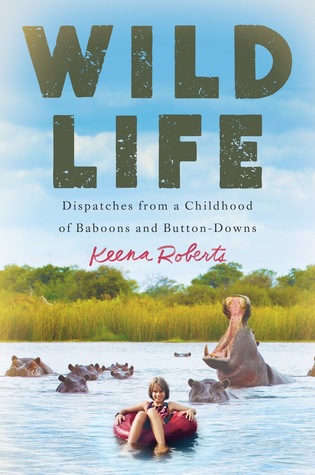 WILD
LIFE
Dispatches from a Childhood
of Baboons and Button-Downs
Keena Roberts